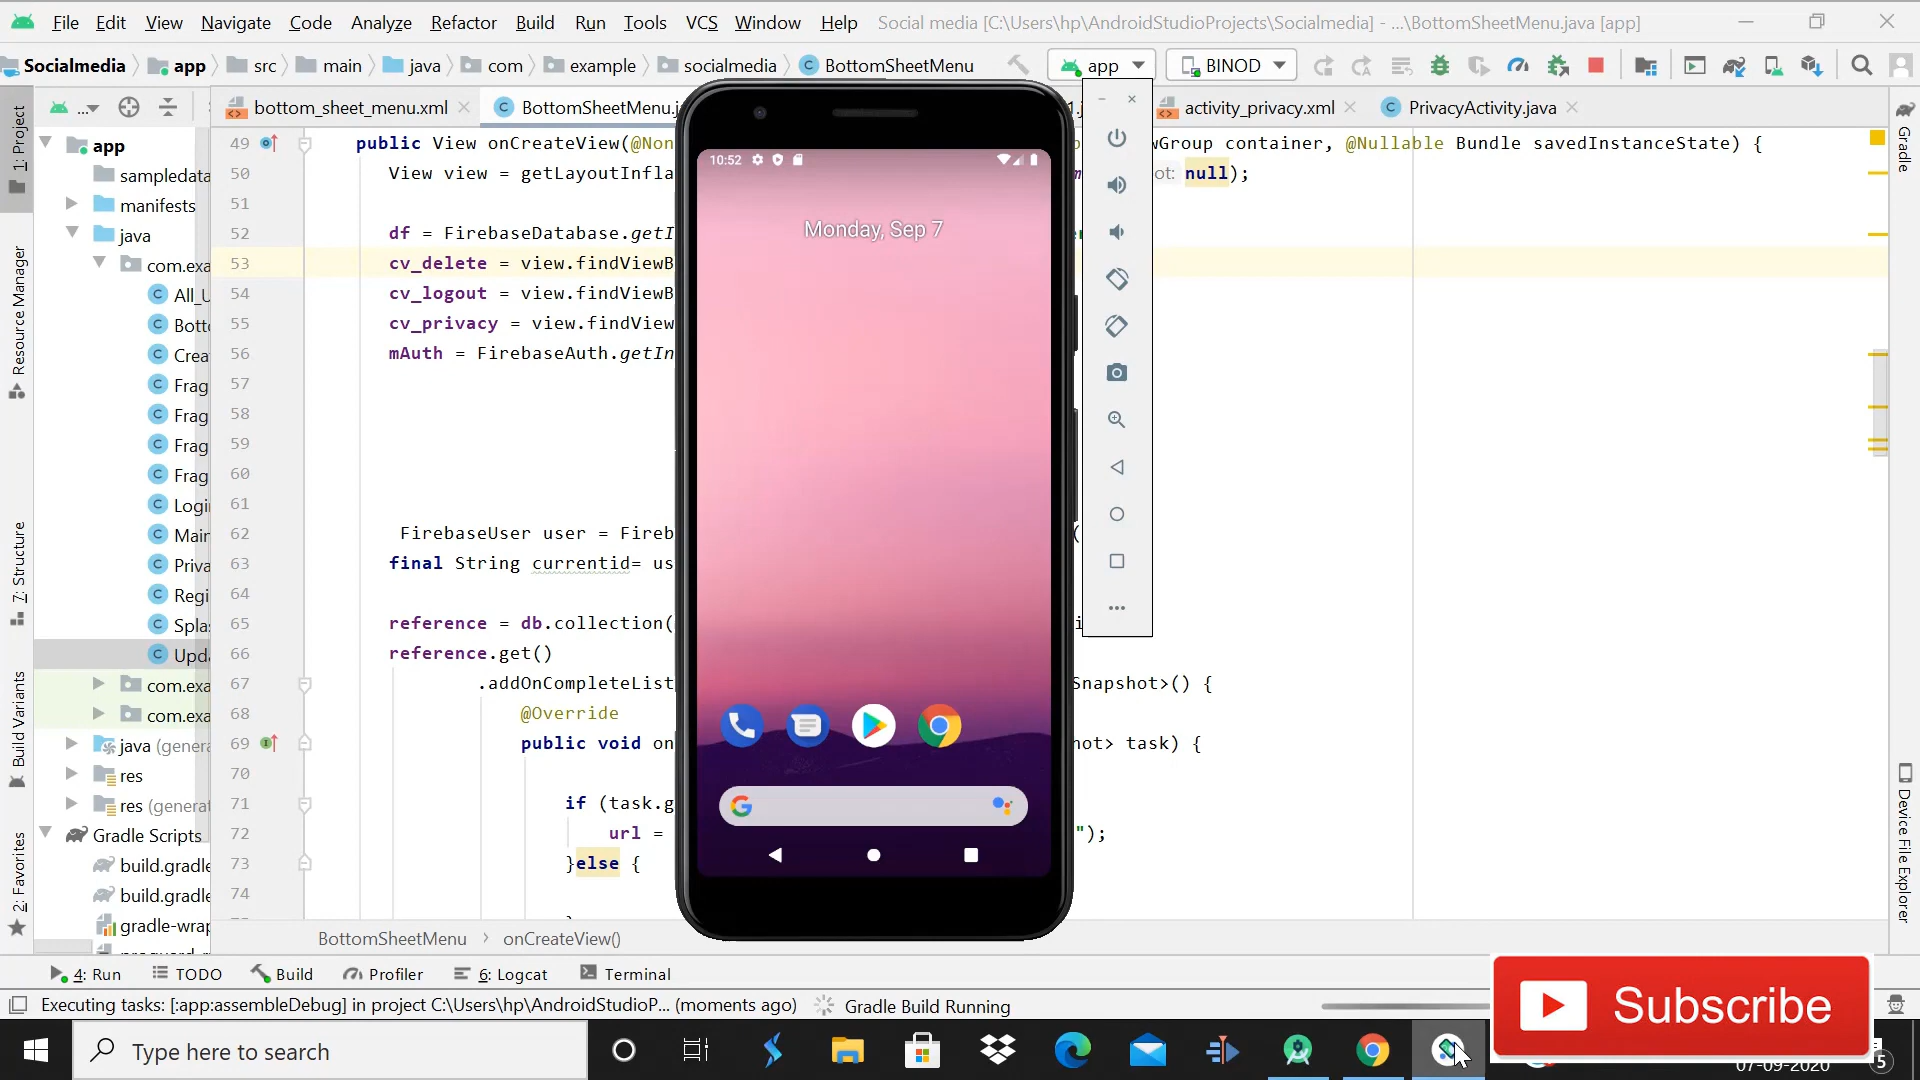 File Edit View Navigate Code Analyze Refactor Build Run Tools VCS Window Help Social media [C:\Users\hp\AndroidStudioProjects\Socialmedia] - ...\BottomSheetMenu.java [app]
Socialmedia app src main java com example socialmedia BottomSheetMenu app BINOD
... bottom_sheet_menu.xml BottomSheetMenu.j activity_privacy.xml PrivacyActivity.java
1: Project
Resource Manager
7: Structure
Build Variants
2: Favorites
app
sampledata
manifests
java
com.exa
All_U
Botto
Crea
Frag
Frag
Frag
Frag
Logi
Main
Priva
Regi
Spla
Upda
com.exa
com.exa
java (genera
res
res (generat
Gradle Scripts
build.gradle
build.gradle
gradle-wrap
49 public View onCreateView(@Non wGroup container, @Nullable Bundle savedInstanceState) {
50 View view = getLayoutInfla ot: null);
51
52 df = FirebaseDatabase.getI
53 cv_delete = view.findViewB
54 cv_logout = view.findViewB
55 cv_privacy = view.findView
56 mAuth = FirebaseAuth.getIn
57
58
59
60
61
62 FirebaseUser user = Fireb (
63 final String currentid= us
64
65 reference = db.collection(
66 reference.get()
67 .addOnCompleteList Snapshot>() {
68 @Override
69 public void on hot> task) {
70
71 if (task.g
72 url = ");
73 }else {
74
10:52
Monday, Sep 7
BottomSheetMenu onCreateView()
Gradle
Device File Explorer
4: Run TODO Build Profiler 6: Logcat Terminal
Executing tasks: [:app:assembleDebug] in project C:\Users\hp\AndroidStudioP... (moments ago) Gradle Build Running
Subscribe
Type here to search
07-09-2020
5